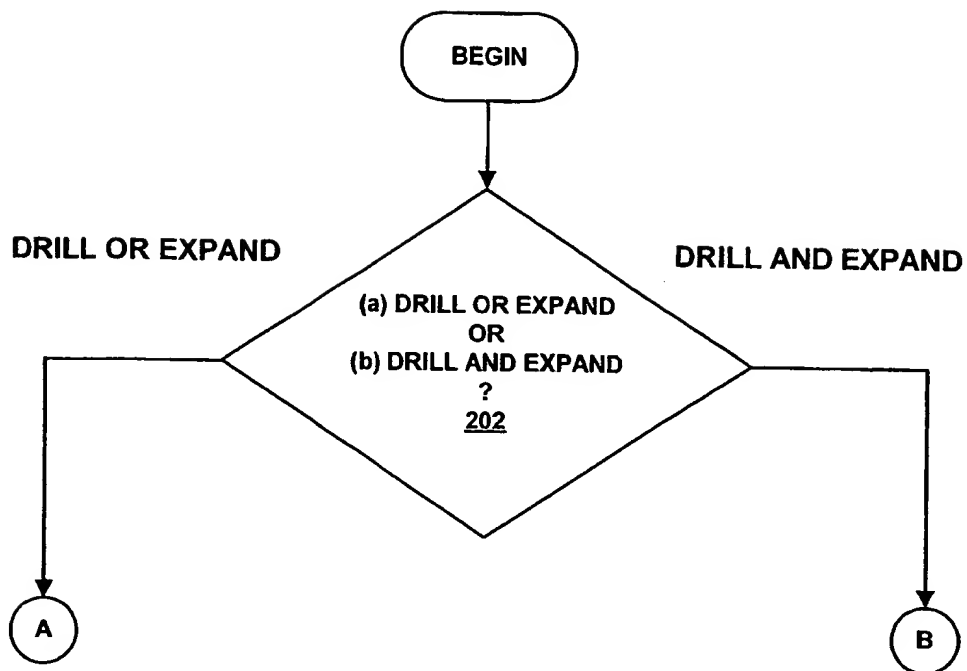 BEGIN
DRILL OR EXPAND
DRILL AND EXPAND
(a) DRILL OR EXPAND
OR
(b) DRILL AND EXPAND
?
202
A
B